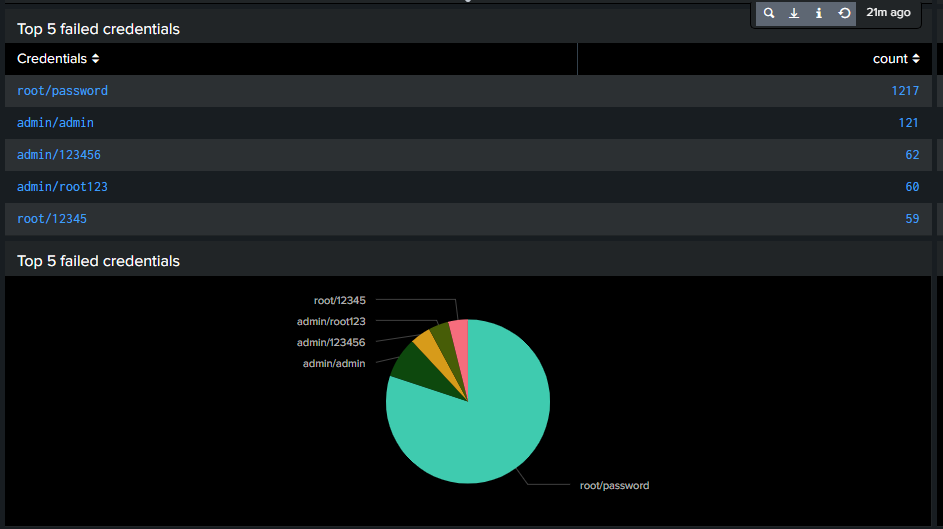 21m ago
Top 5 failed credentials
Credentials count
root/password 1217
admin/admin 121
admin/123456 62
admin/root123 60
root/12345 59
Top 5 failed credentials
root/12345
admin/root123
admin/123456
admin/admin
root/password